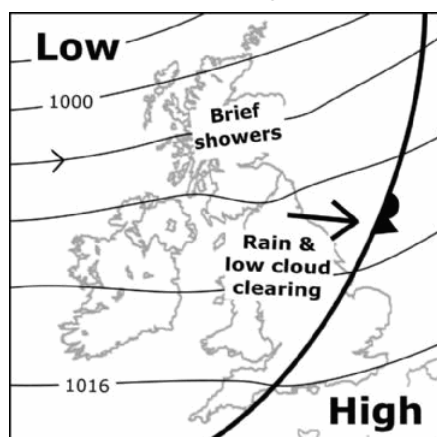 Low
1000
Brief
showers
Rain &
low cloud
clearing
1016
High